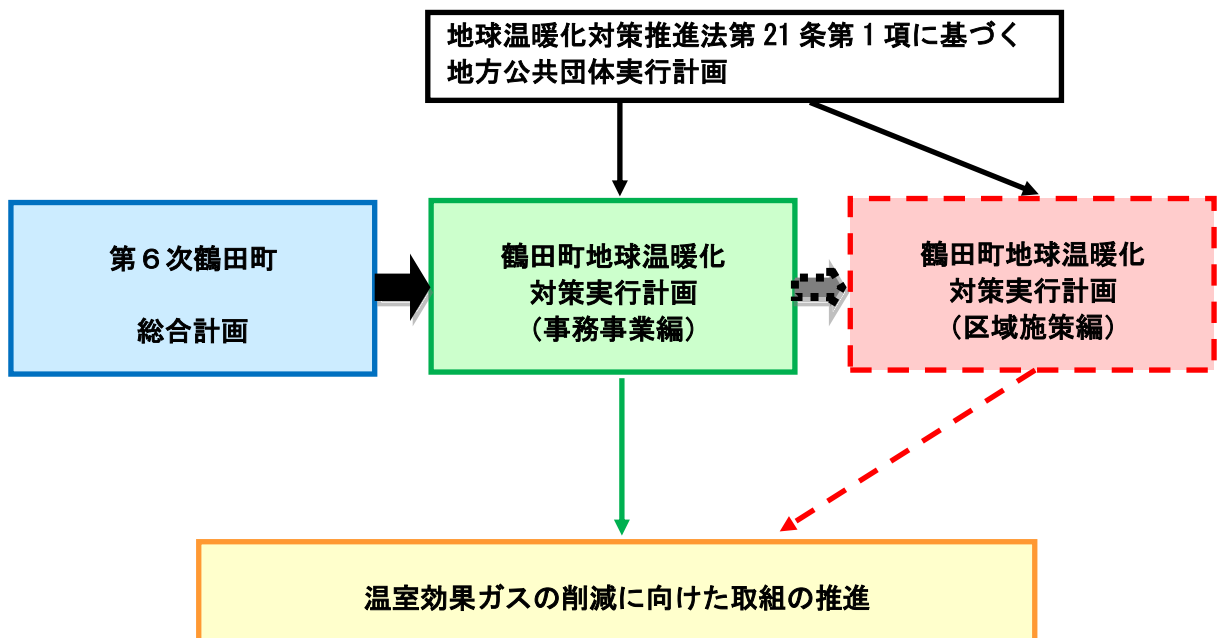 地球温暖化対策推進法第 21 条第 1 項に基づく
地方公共団体実行計画
第６次鶴田町
総合計画
鶴田町地球温暖化
対策実行計画
（事務事業編）
鶴田町地球温暖化
対策実行計画
（区域施策編）
温室効果ガスの削減に向けた取組の推進